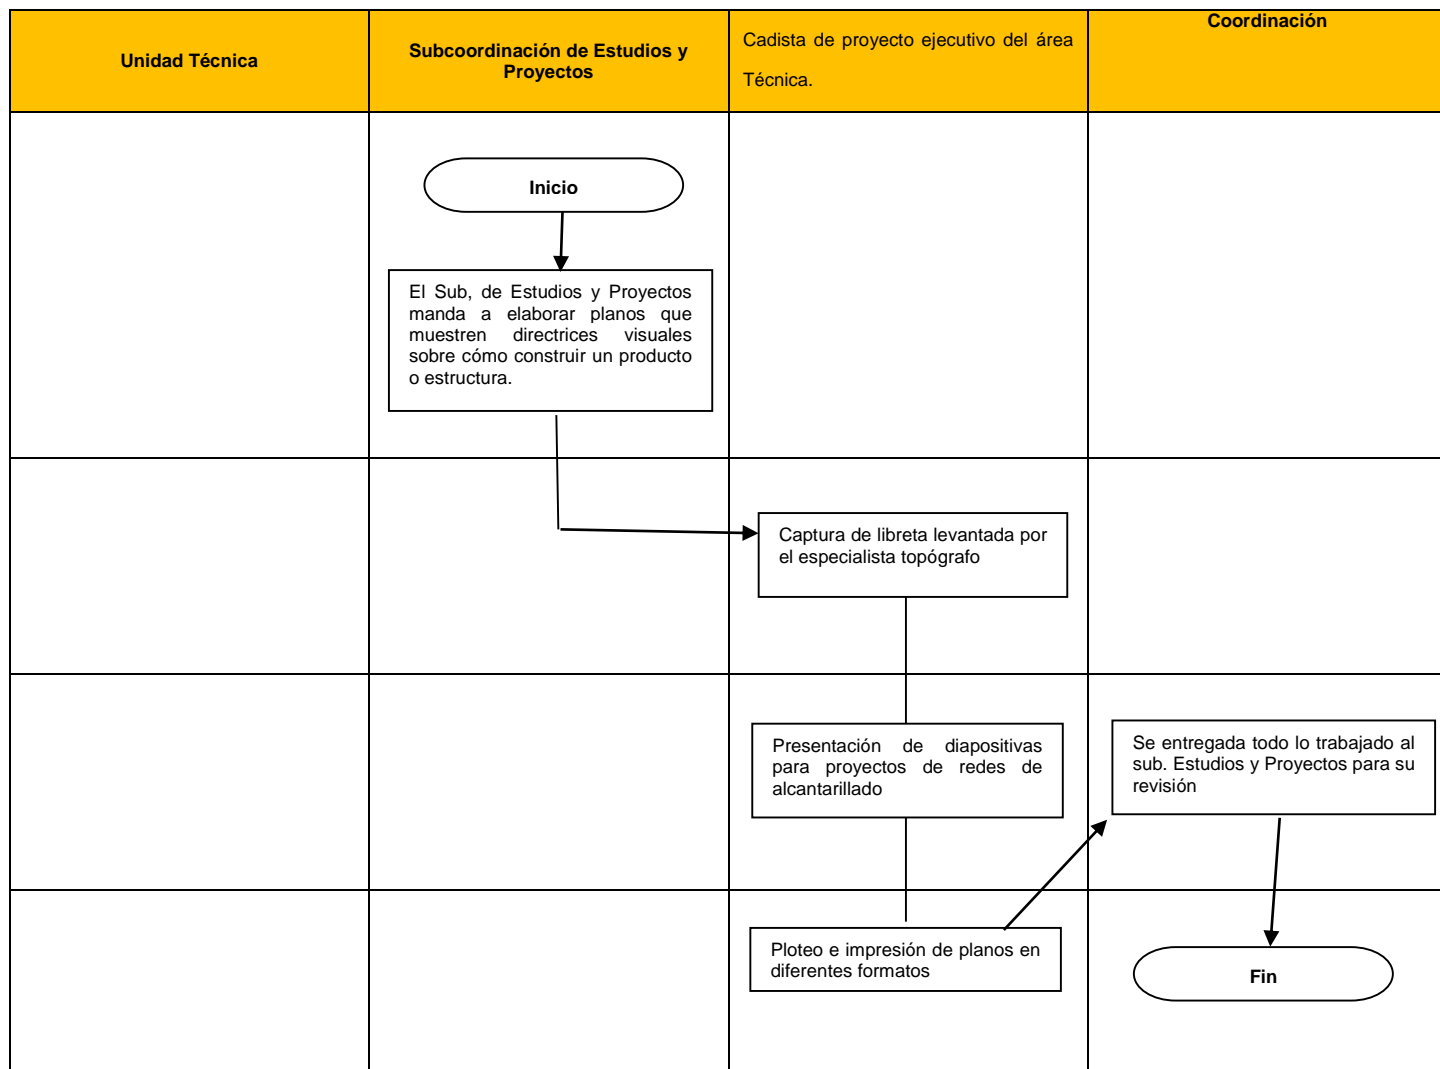 Unidad Técnica
Subcoordinación de Estudios y
Proyectos
Cadista de proyecto ejecutivo del área
Técnica.
Coordinación
Inicio
El Sub, de Estudios y Proyectos
manda a elaborar planos que
muestren directrices visuales
sobre cómo construir un producto
o estructura.
Captura de libreta levantada por
el especialista topógrafo
Presentación de diapositivas
para proyectos de redes de
alcantarillado
Se entregada todo lo trabajado al
sub. Estudios y Proyectos para su
revisión
Ploteo e impresión de planos en
diferentes formatos
Fin